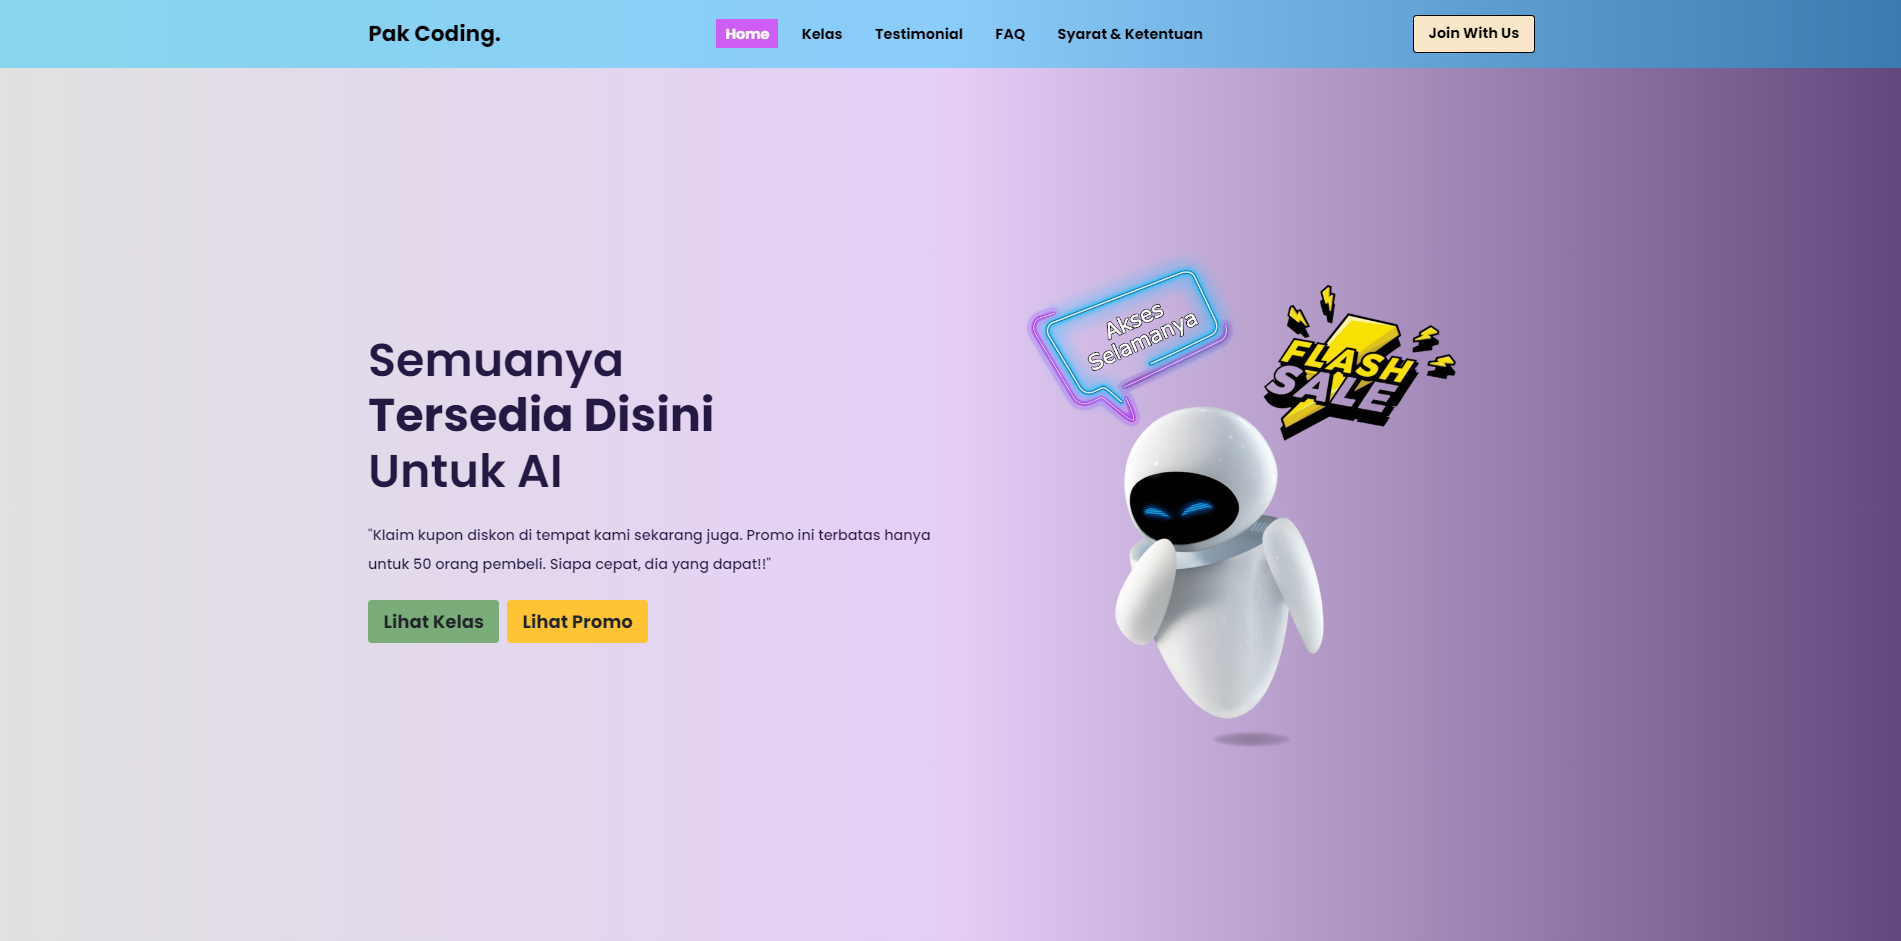 Pak Coding.
Home
Kelas
Testimonial
FAQ
Syarat & Ketentuan
Join With Us
Semuanya
Tersedia Disini
Untuk AI
"Klaim kupon diskon di tempat kami sekarang juga. Promo ini terbatas hanya
untuk 50 orang pembeli. Siapa cepat, dia yang dapat!!"
Lihat Kelas
Lihat Promo
Akses
Selamanya
FLASH
SALE